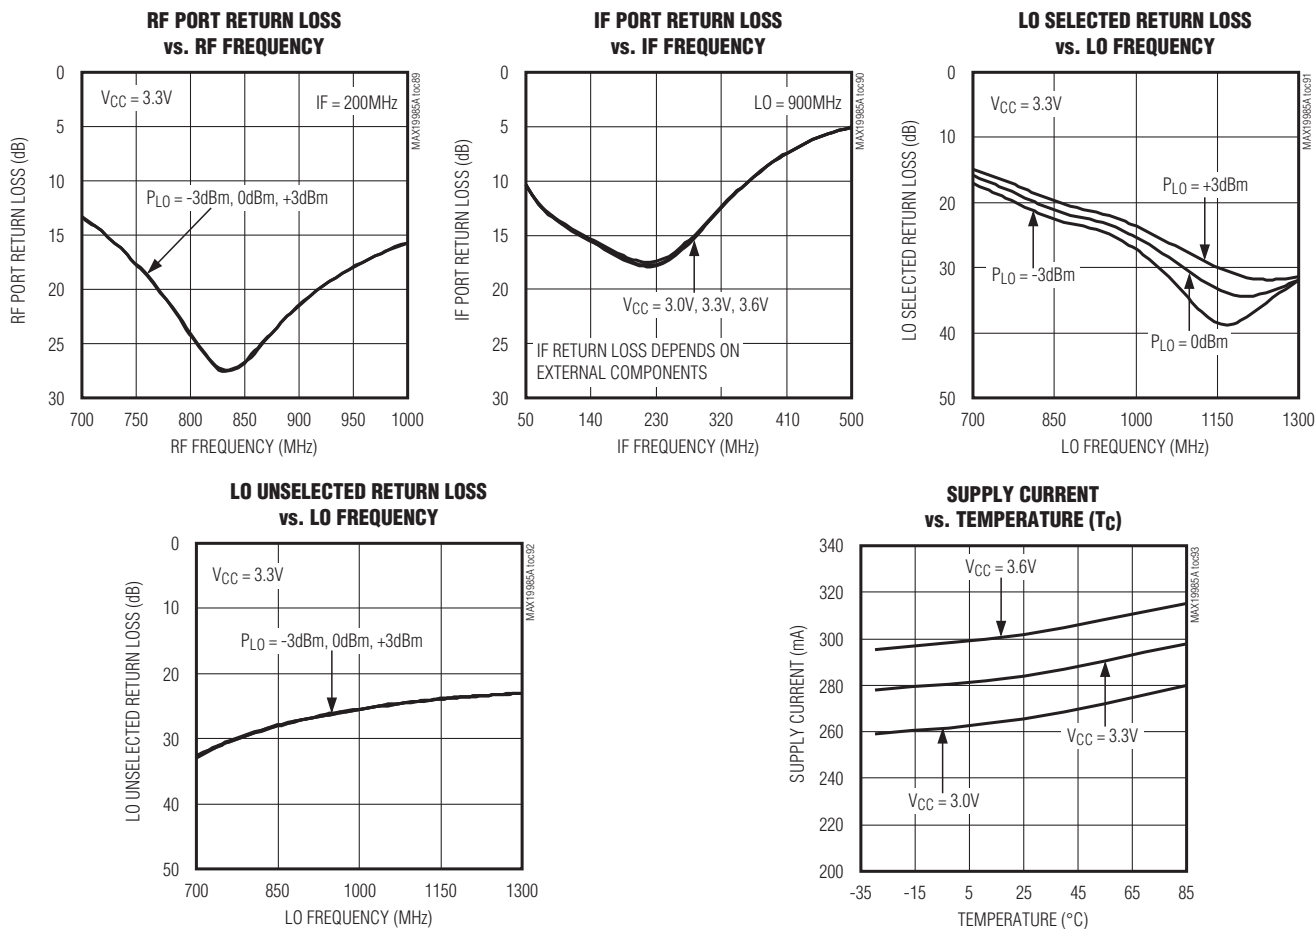 RF PORT RETURN LOSS
vs. RF FREQUENCY
RF PORT RETURN LOSS (dB)
0
5
10
15
20
25
30
VCC = 3.3V
IF = 200MHz
PLO = -3dBm, 0dBm, +3dBm
MAX19985A toc89
700
750
800
850
900
950
1000
RF FREQUENCY (MHz)
IF PORT RETURN LOSS
vs. IF FREQUENCY
IF PORT RETURN LOSS (dB)
0
5
10
15
20
25
30
LO = 900MHz
VCC = 3.0V, 3.3V, 3.6V
IF RETURN LOSS DEPENDS ON
EXTERNAL COMPONENTS
MAX19985A toc90
50
140
230
320
410
500
IF FREQUENCY (MHz)
LO SELECTED RETURN LOSS
vs. LO FREQUENCY
LO SELECTED RETURN LOSS (dB)
0
10
20
30
40
50
VCC = 3.3V
PLO = +3dBm
PLO = -3dBm
PLO = 0dBm
MAX19985A toc91
700
850
1000
1150
1300
LO FREQUENCY (MHz)
LO UNSELECTED RETURN LOSS
vs. LO FREQUENCY
LO UNSELECTED RETURN LOSS (dB)
0
10
20
30
40
50
VCC = 3.3V
PLO = -3dBm, 0dBm, +3dBm
MAX19985A toc92
700
850
1000
1150
1300
LO FREQUENCY (MHz)
SUPPLY CURRENT
vs. TEMPERATURE (TC)
SUPPLY CURRENT (mA)
340
320
300
280
260
240
220
200
VCC = 3.6V
VCC = 3.3V
VCC = 3.0V
MAX19985A toc93
-35
-15
5
25
45
65
85
TEMPERATURE (°C)